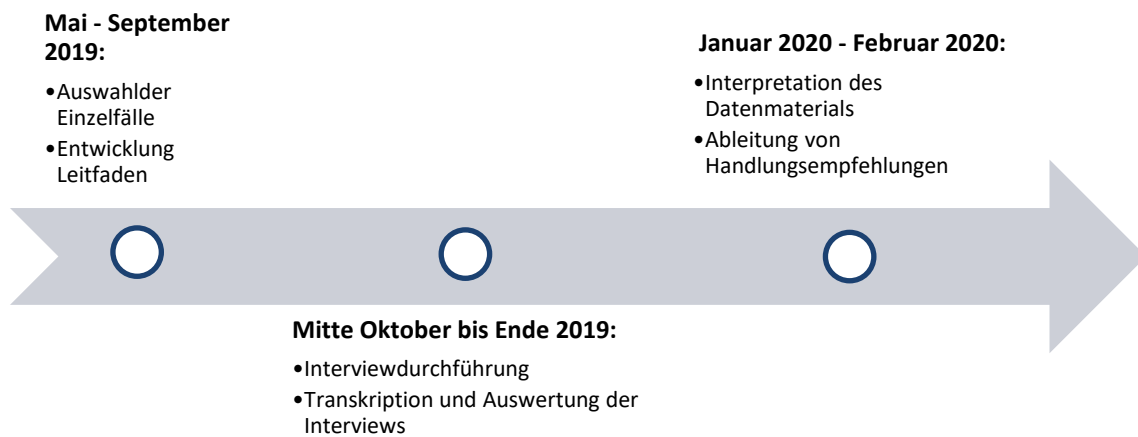 Mai - September
2019:
•Auswahlder
Einzelfälle
•Entwicklung
Leitfaden
Mitte Oktober bis Ende 2019:
•Interviewdurchführung
•Transkription und Auswertung der
Interviews
Januar 2020 - Februar 2020:
•Interpretation des
Datenmaterials
•Ableitung von
Handlungsempfehlungen